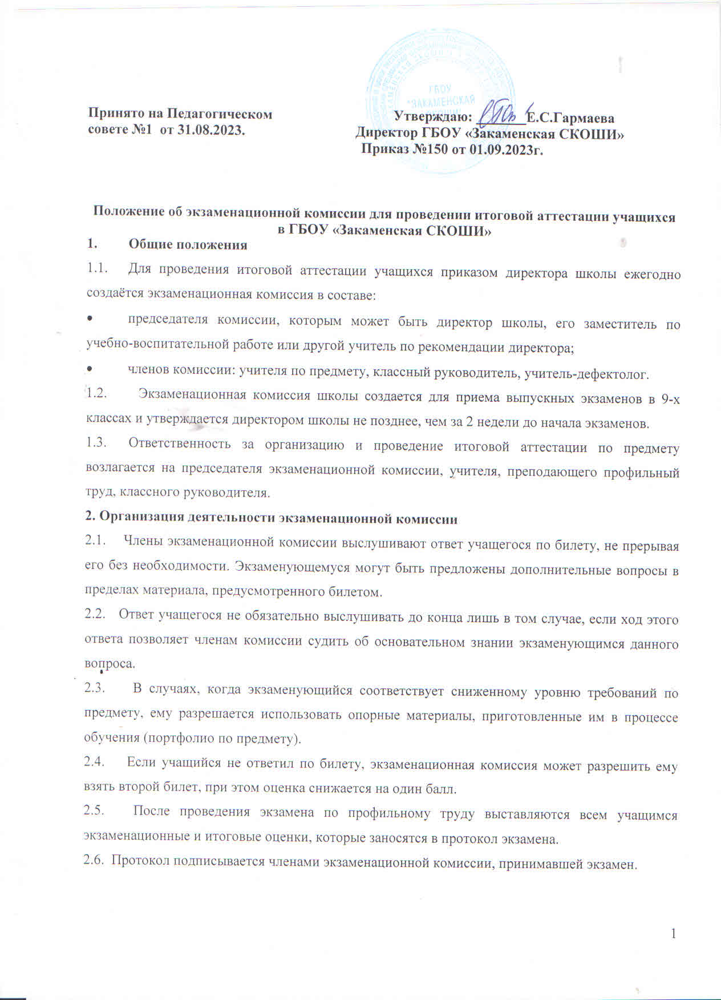 ГБОУ
"ЗАКАМЕНСКАЯ
СКОШИ"
Принято на Педагогическом
совете №1 от 31.08.2023.
Утверждаю: _______Е.С.Гармаева
Директор ГБОУ «Закаменская СКОШИ»
Приказ №150 от 01.09.2023г.
Положение об экзаменационной комиссии для проведении итоговой аттестации учащихся
в ГБОУ «Закаменская СКОШИ»
1. Общие положения
1.1. Для проведения итоговой аттестации учащихся приказом директора школы ежегодно
создаётся экзаменационная комиссия в составе:
• председателя комиссии, которым может быть директор школы, его заместитель по
учебно-воспитательной работе или другой учитель по рекомендации директора;
• членов комиссии: учителя по предмету, классный руководитель, учитель-дефектолог.
1.2. Экзаменационная комиссия школы создается для приема выпускных экзаменов в 9-х
классах и утверждается директором школы не позднее, чем за 2 недели до начала экзаменов.
1.3. Ответственность за организацию и проведение итоговой аттестации по предмету
возлагается на председателя экзаменационной комиссии, учителя, преподающего профильный
труд, классного руководителя.
2. Организация деятельности экзаменационной комиссии
2.1. Члены экзаменационной комиссии выслушивают ответ учащегося по билету, не прерывая
его без необходимости. Экзаменующемуся могут быть предложены дополнительные вопросы в
пределах материала, предусмотренного билетом.
2.2. Ответ учащегося не обязательно выслушивать до конца лишь в том случае, если ход этого
ответа позволяет членам комиссии судить об основательном знании экзаменующимся данного
вопроса.
2.3. В случаях, когда экзаменующийся соответствует сниженному уровню требований по
предмету, ему разрешается использовать опорные материалы, приготовленные им в процессе
обучения (портфолио по предмету).
2.4. Если учащийся не ответил по билету, экзаменационная комиссия может разрешить ему
взять второй билет, при этом оценка снижается на один балл.
2.5. После проведения экзамена по профильному труду выставляются всем учащимся
экзаменационные и итоговые оценки, которые заносятся в протокол экзамена.
2.6. Протокол подписывается членами экзаменационной комиссии, принимавшей экзамен.
1